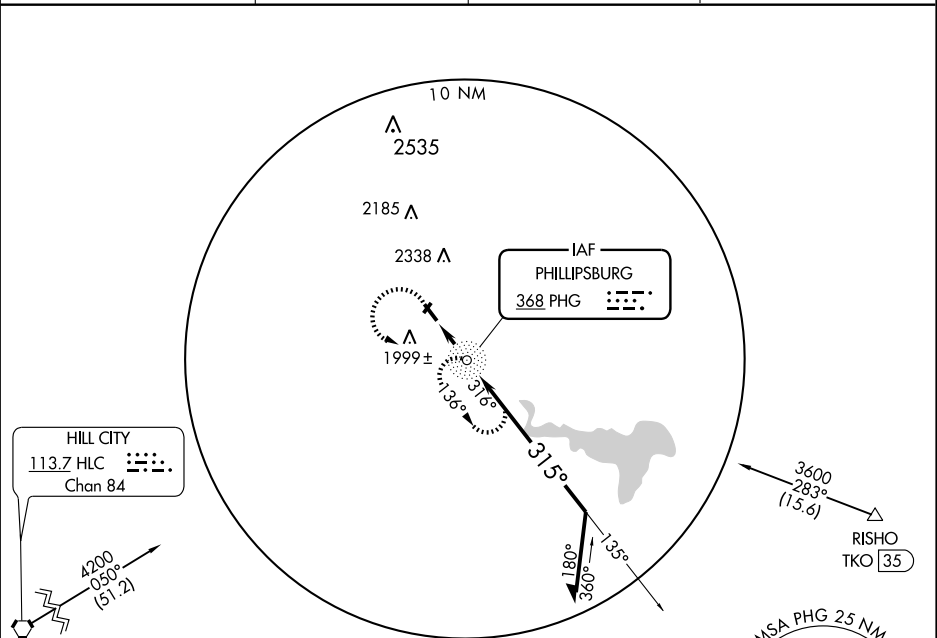 10 NM
2535
2185
2338
IAF
PHILLIPSBURG
368 PHG
1999±
316°
136°
315°
HILL CITY
113.7 HLC
Chan 84
3600
283°
(15.6)
RISHO
TKO 35
4200
050°
(51.2)
180°
360°
135°
MSA PHG 25 NM